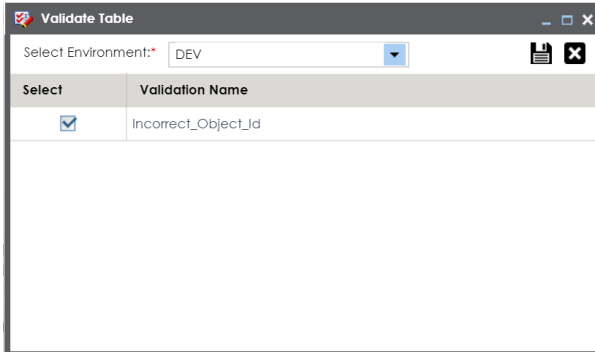 Validate Table
Select Environment:* DEV
Select Validation Name
Incorrect_Object_Id